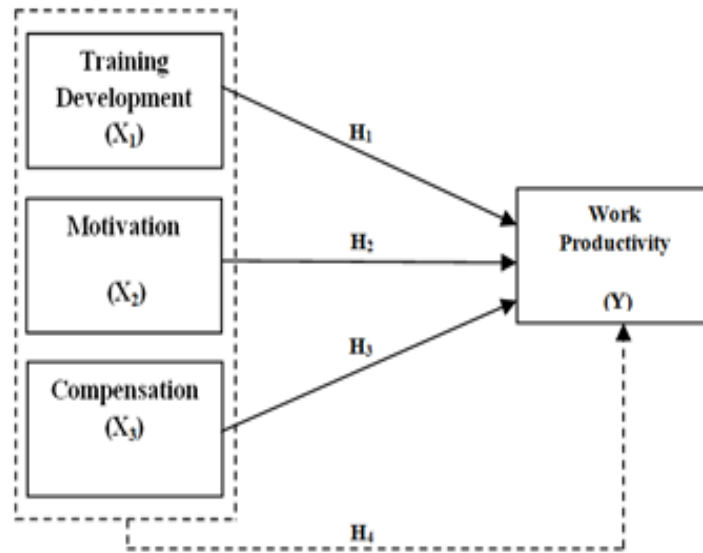 Training
Development
(X₁)
H₁
Motivation
(X₂)
H₂
Work
Productivity
(Y)
Compensation
(X₃)
H₃
H₄